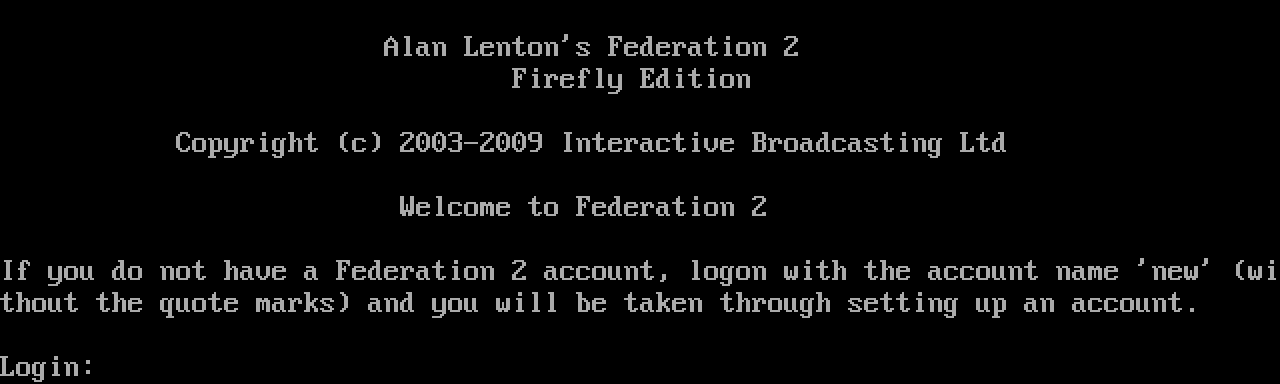 Alan Lenton's Federation 2
Firefly Edition
Copyright (c) 2003-2009 Interactive Broadcasting Ltd
Welcome to Federation 2
If you do not have a Federation 2 account, logon with the account name 'new' (wi
thout the quote marks) and you will be taken through setting up an account.
Login: